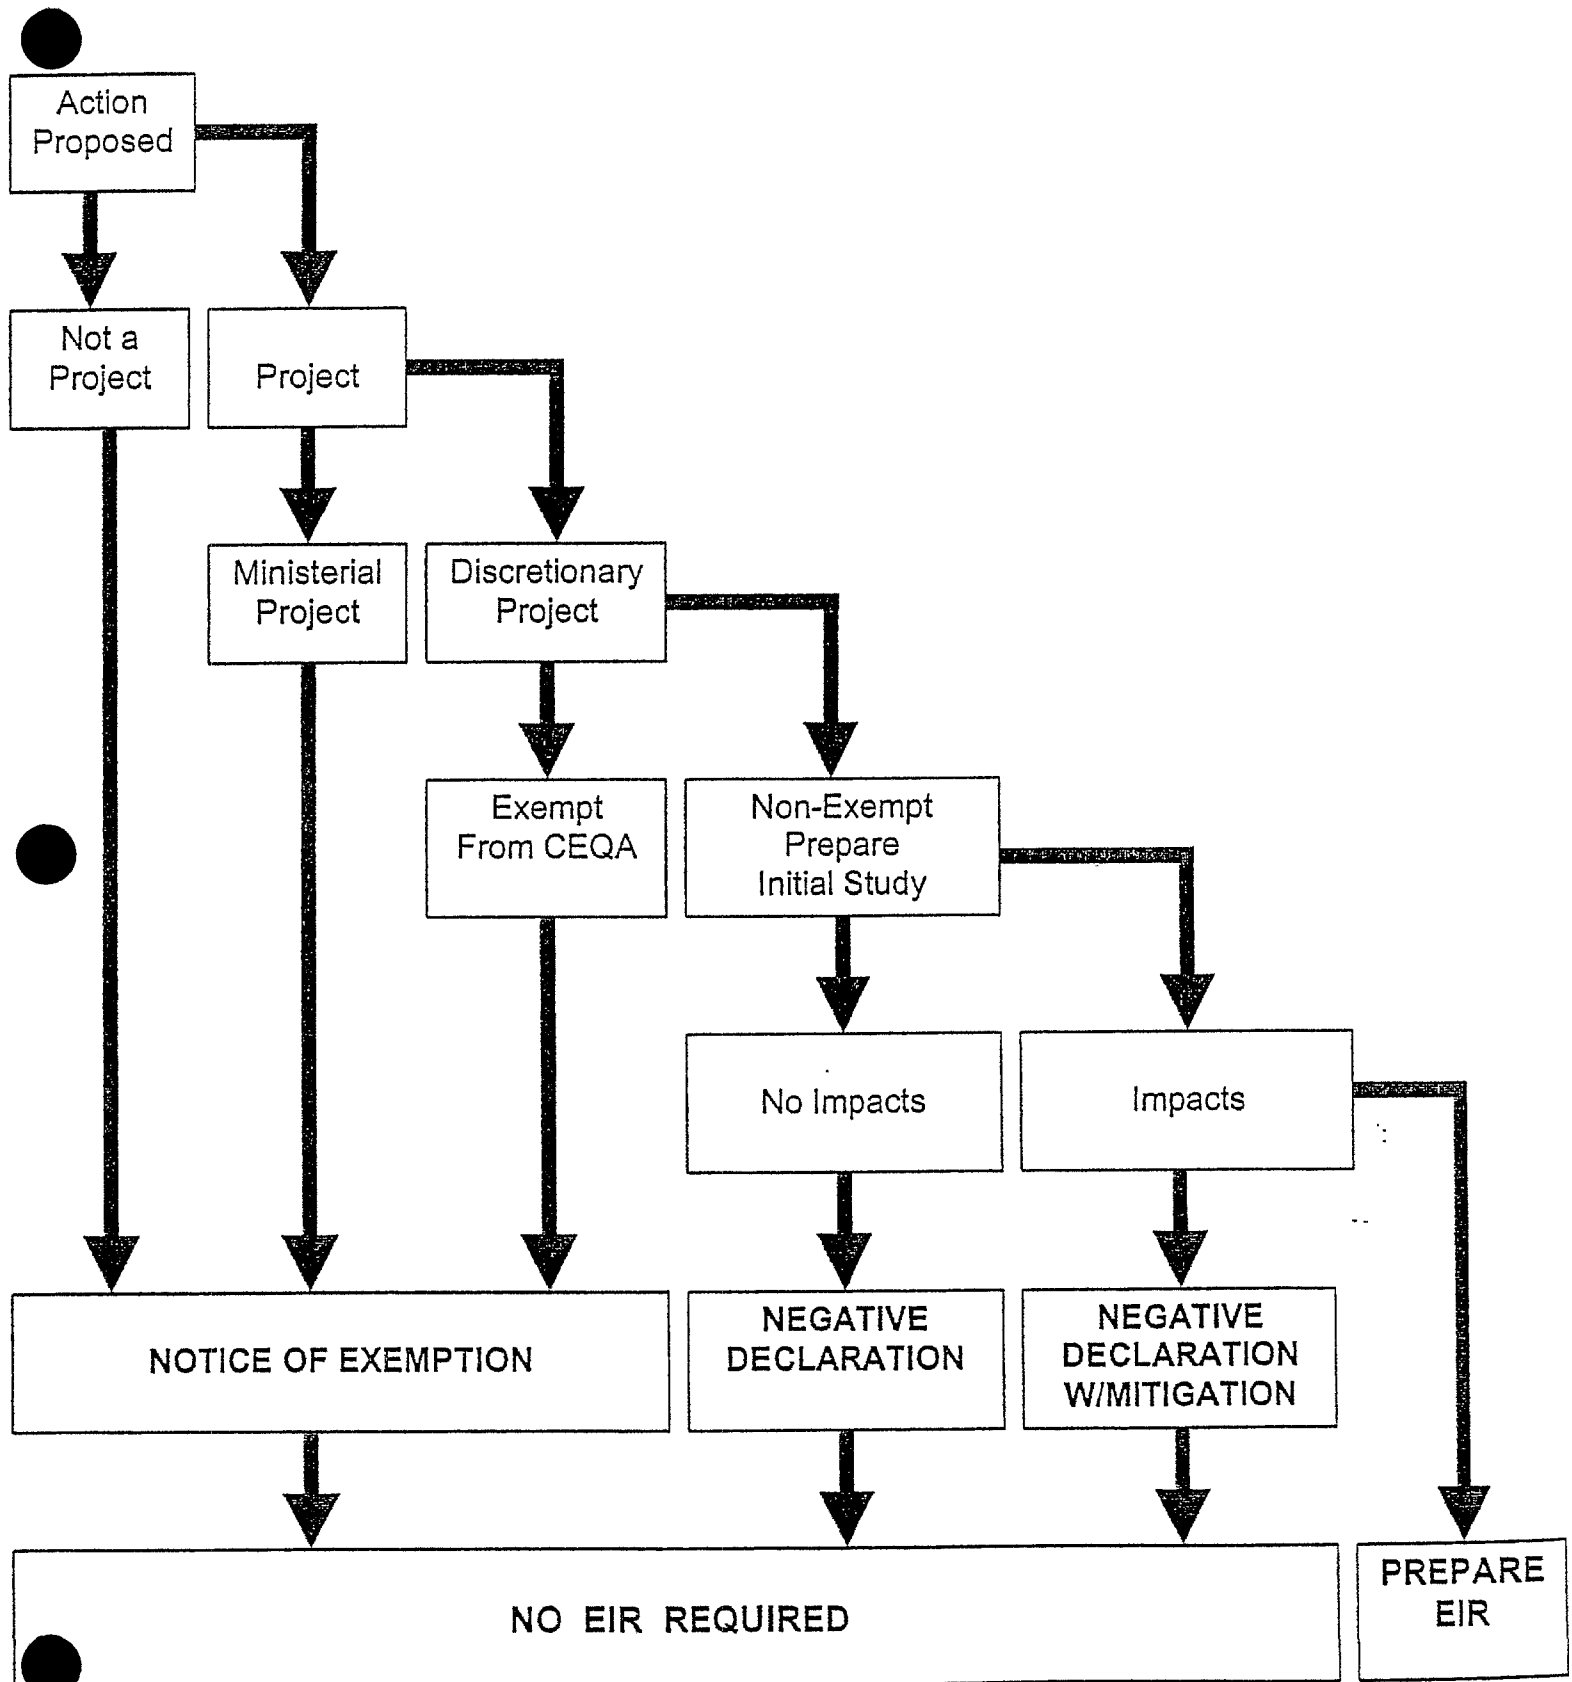 Action
Proposed
Not a
Project
Project
Ministerial
Project
Discretionary
Project
Exempt
From CEQA
Non-Exempt
Prepare
Initial Study
No Impacts
Impacts
NOTICE OF EXEMPTION
NEGATIVE
DECLARATION
NEGATIVE
DECLARATION
W/MITIGATION
NO EIR REQUIRED
PREPARE
EIR